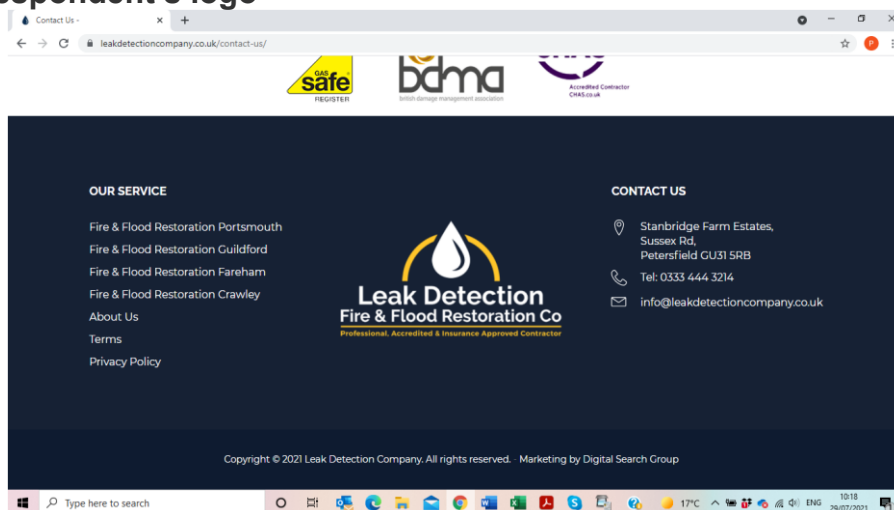 spondent's logo
Contact Us -
leakdetectioncompany.co.uk/contact-us/
P
GAS
safe
REGISTER
bdma
british damage management association
Accredited Contractor
CHAS.co.uk
OUR SERVICE
Fire & Flood Restoration Portsmouth
Fire & Flood Restoration Guildford
Fire & Flood Restoration Fareham
Fire & Flood Restoration Crawley
About Us
Terms
Privacy Policy
Leak Detection
Fire & Flood Restoration Co
Professional, Accredited & Insurance Approved Contractor
CONTACT US
Stanbridge Farm Estates,
Sussex Rd,
Petersfield GU31 5RB
Tel: 0333 444 3214
info@leakdetectioncompany.co.uk
Copyright © 2021 Leak Detection Company. All rights reserved. - Marketing by Digital Search Group
Type here to search
17°C
ENG
10:18
29/07/2021